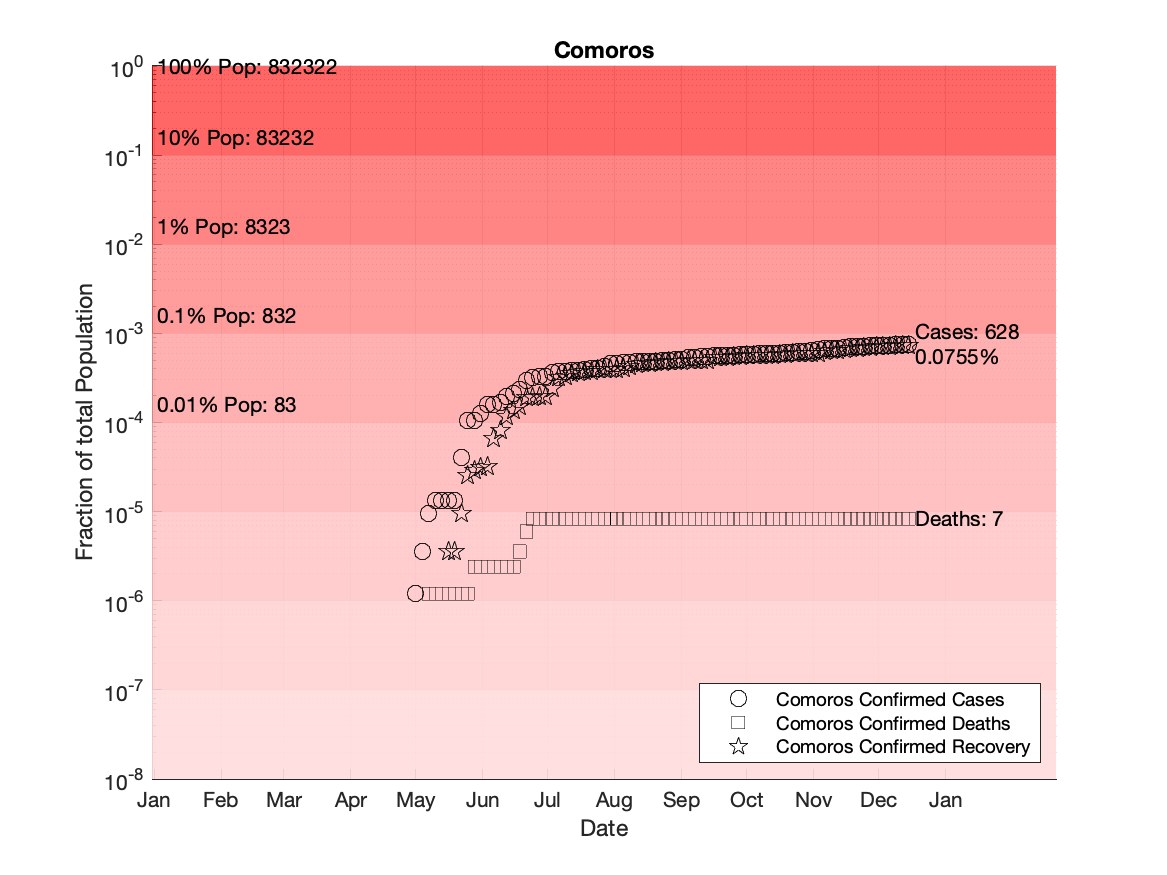 Comoros
10^0
100% Pop: 832322
10% Pop: 83232
10^-1
1% Pop: 8323
10^-2
0.1% Pop: 832
10^-3
Cases: 628
0.0755%
0.01% Pop: 83
10^-4
10^-5
Deaths: 7
10^-6
10^-7
10^-8
Fraction of total Population
Comoros Confirmed Cases
Comoros Confirmed Deaths
Comoros Confirmed Recovery
Jan Feb Mar Apr May Jun Jul Aug Sep Oct Nov Dec Jan
Date